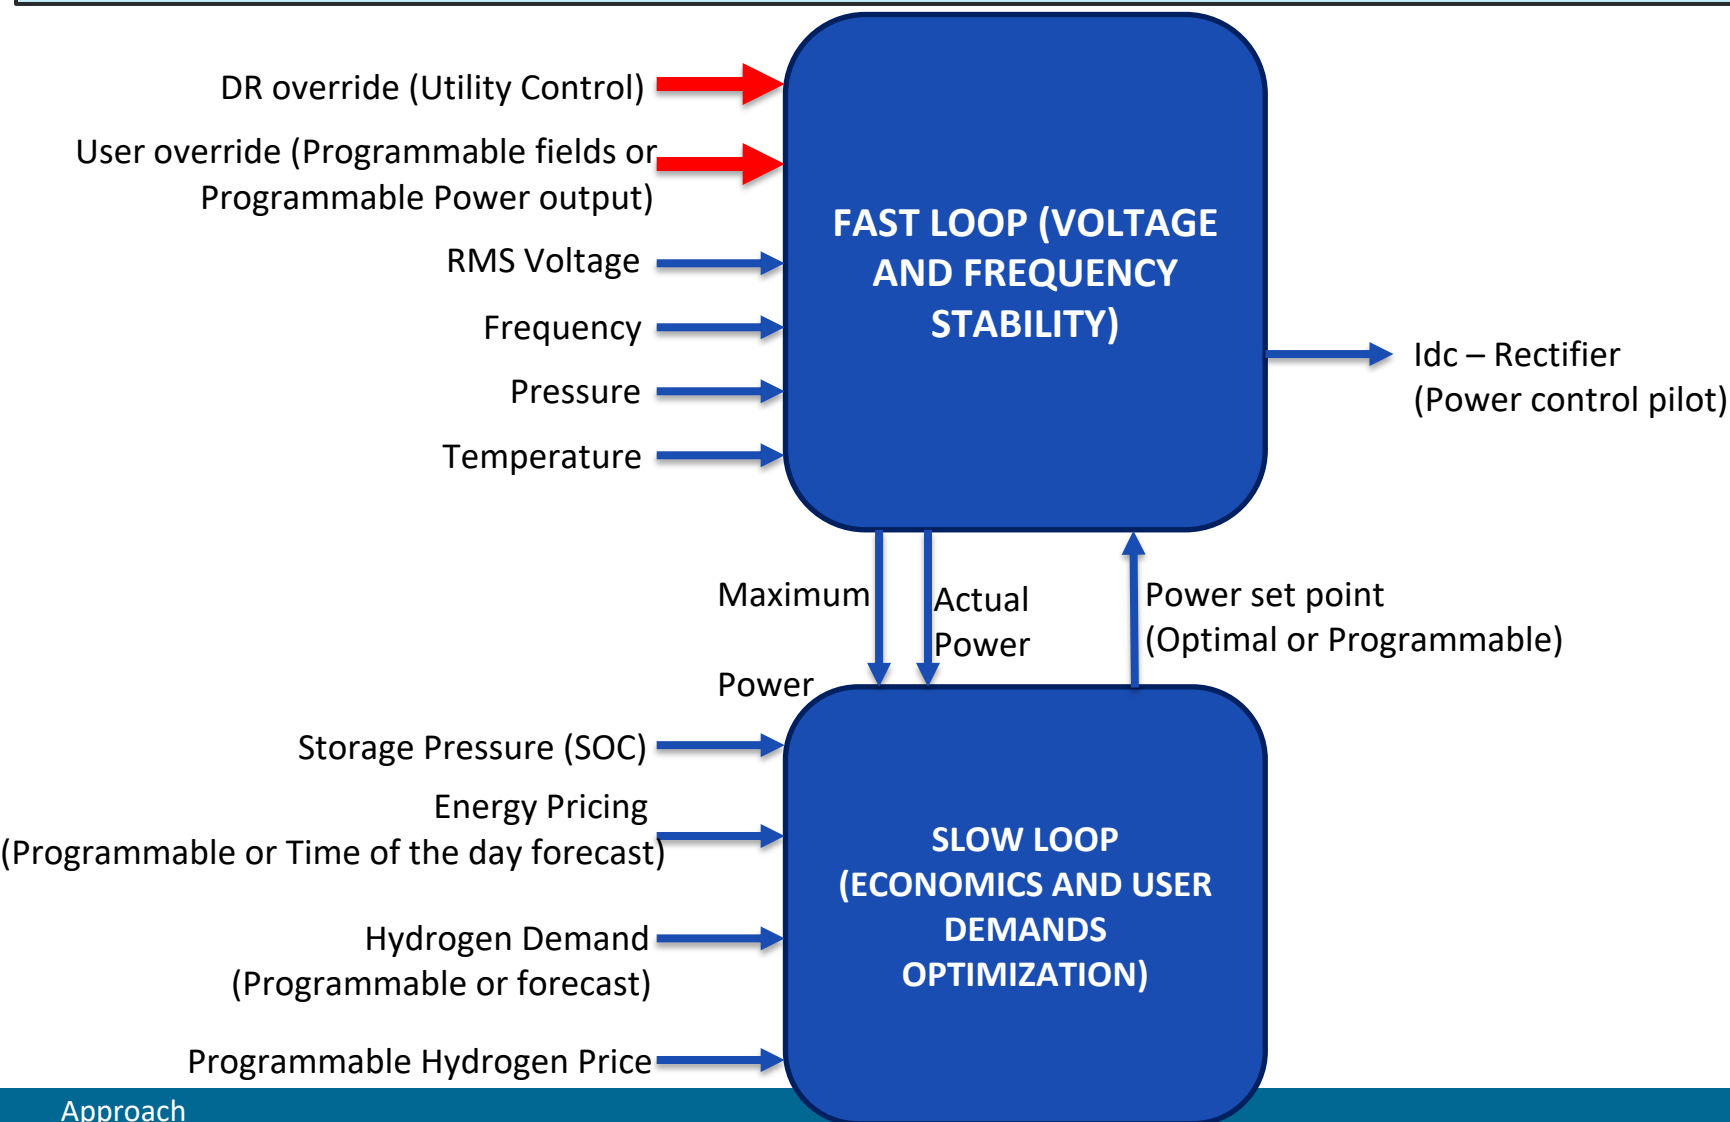 DR override (Utility Control)
User override (Programmable fields or
Programmable Power output)
RMS Voltage
Frequency
Pressure
Temperature
FAST LOOP (VOLTAGE
AND FREQUENCY
STABILITY)
Idc – Rectifier
(Power control pilot)
Maximum
Power
Actual
Power
Power set point
(Optimal or Programmable)
Storage Pressure (SOC)
Energy Pricing
(Programmable or Time of the day forecast)
Hydrogen Demand
(Programmable or forecast)
Programmable Hydrogen Price
SLOW LOOP
(ECONOMICS AND USER
DEMANDS
OPTIMIZATION)
Approach